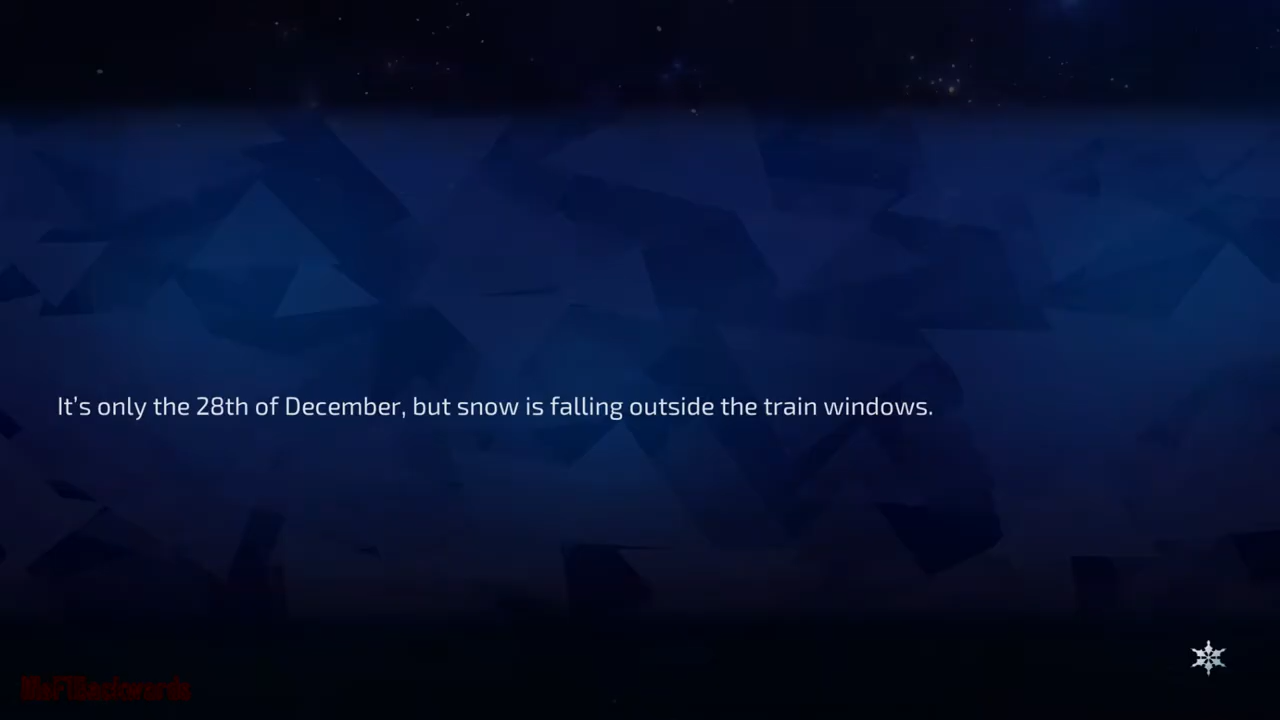 It's only the 28th of December, but snow is falling outside the train windows.